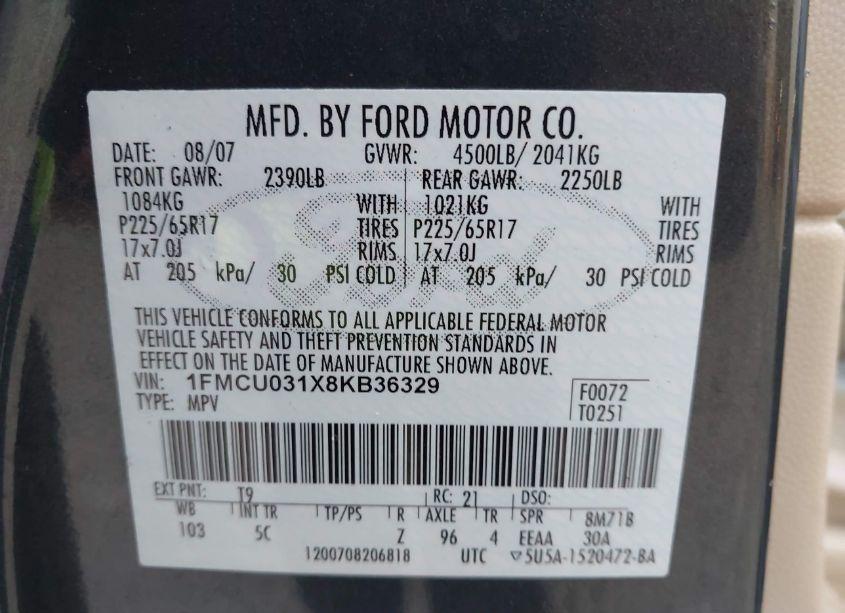 MFD. BY FORD MOTOR CO.
DATE: 08/07 GVWR: 4500LB/ 2041KG
FRONT GAWR: 2390LB REAR GAWR: 2250LB
1084KG WITH 1021KG WITH
P225/65R17 TIRES P225/65R17 TIRES
17x7.0J RIMS 17x7.0J RIMS
AT 205 kPa/ 30 PSI COLD AT 205 kPa/ 30 PSI COLD
THIS VEHICLE CONFORMS TO ALL APPLICABLE FEDERAL MOTOR
VEHICLE SAFETY AND THEFT PREVENTION STANDARDS IN
EFFECT ON THE DATE OF MANUFACTURE SHOWN ABOVE.
VIN: 1FMCU031X8KB36329 F0072
TYPE: MPV T0251
EXT PNT: T9 RC: 21 DSO:
WB INT TR TP/PS R AXLE TR SPR 8M71B
103 5C Z 96 4 EEAA 30A
1200708206818 UTC 5U5A-1520472-BA
Ford